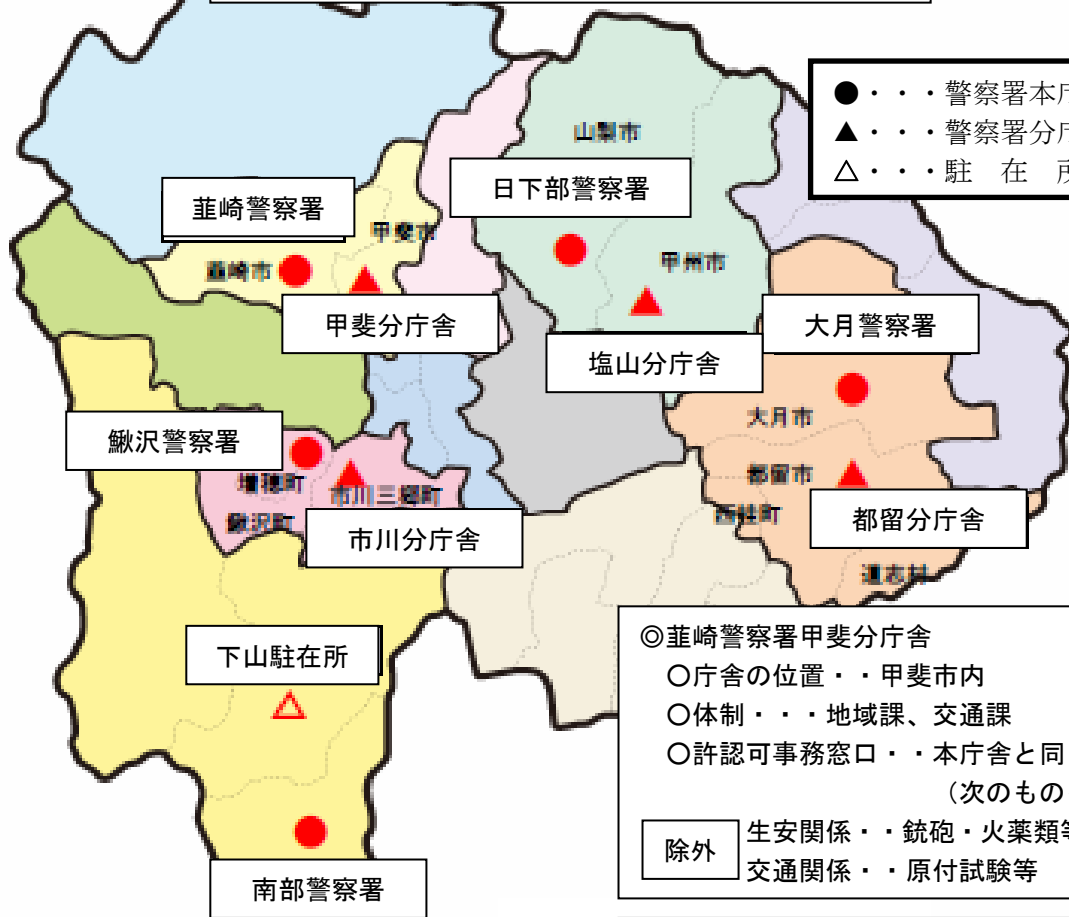 ●・・・警察署本庁
▲・・・警察署分庁
△・・・駐 在 所
山梨市
日下部警察署
韮崎警察署
甲斐市
韮崎市
甲州市
甲斐分庁舎
大月警察署
塩山分庁舎
大月市
鰍沢警察署
増穂町
市川三郷町
都留市
鰍沢町
西桂町
都留分庁舎
市川分庁舎
道志村
下山駐在所
南部警察署
◎韮崎警察署甲斐分庁舎
○庁舎の位置・・甲斐市内
○体制・・・地域課、交通課
○許認可事務窓口・・本庁舎と同
（次のもの
除外
生安関係・・銃砲・火薬類等
交通関係・・原付試験等